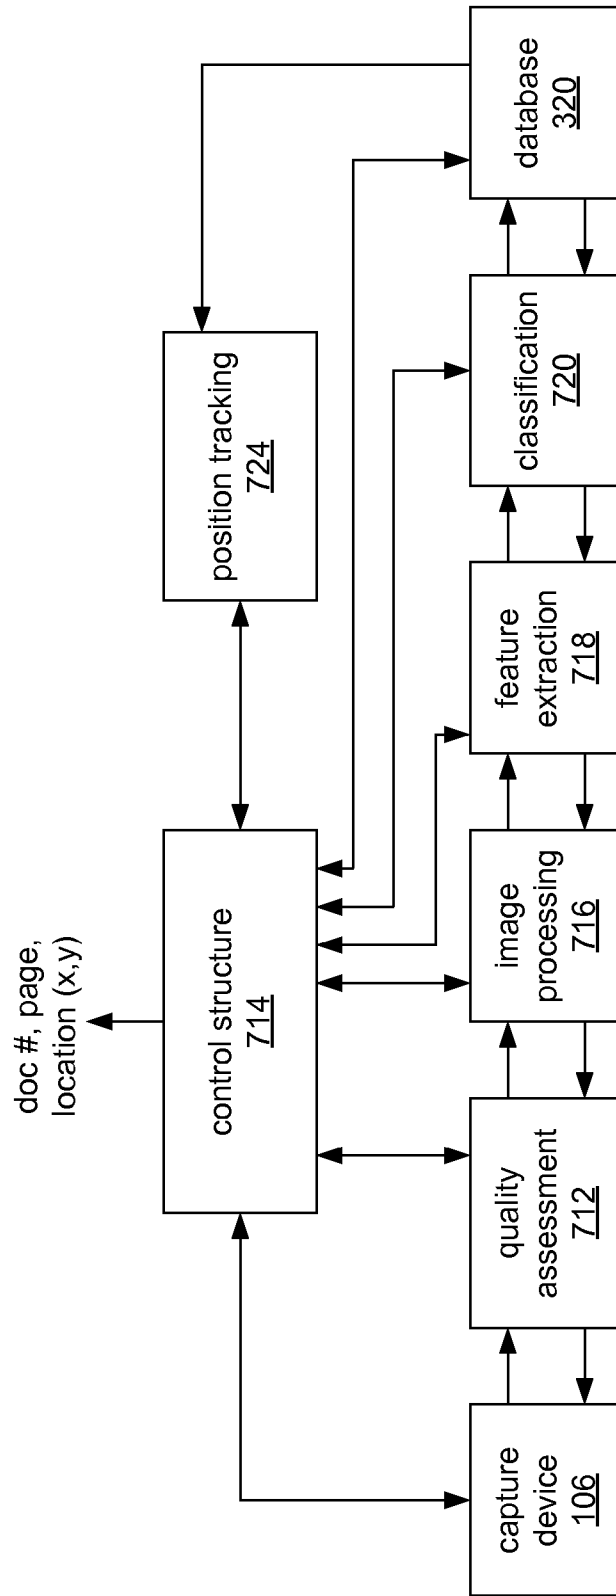 doc #, page,
location (x,y)
control structure
714
position tracking
724
capture
device
106
quality
assessment
712
image
processing
716
feature
extraction
718
classification
720
database
320